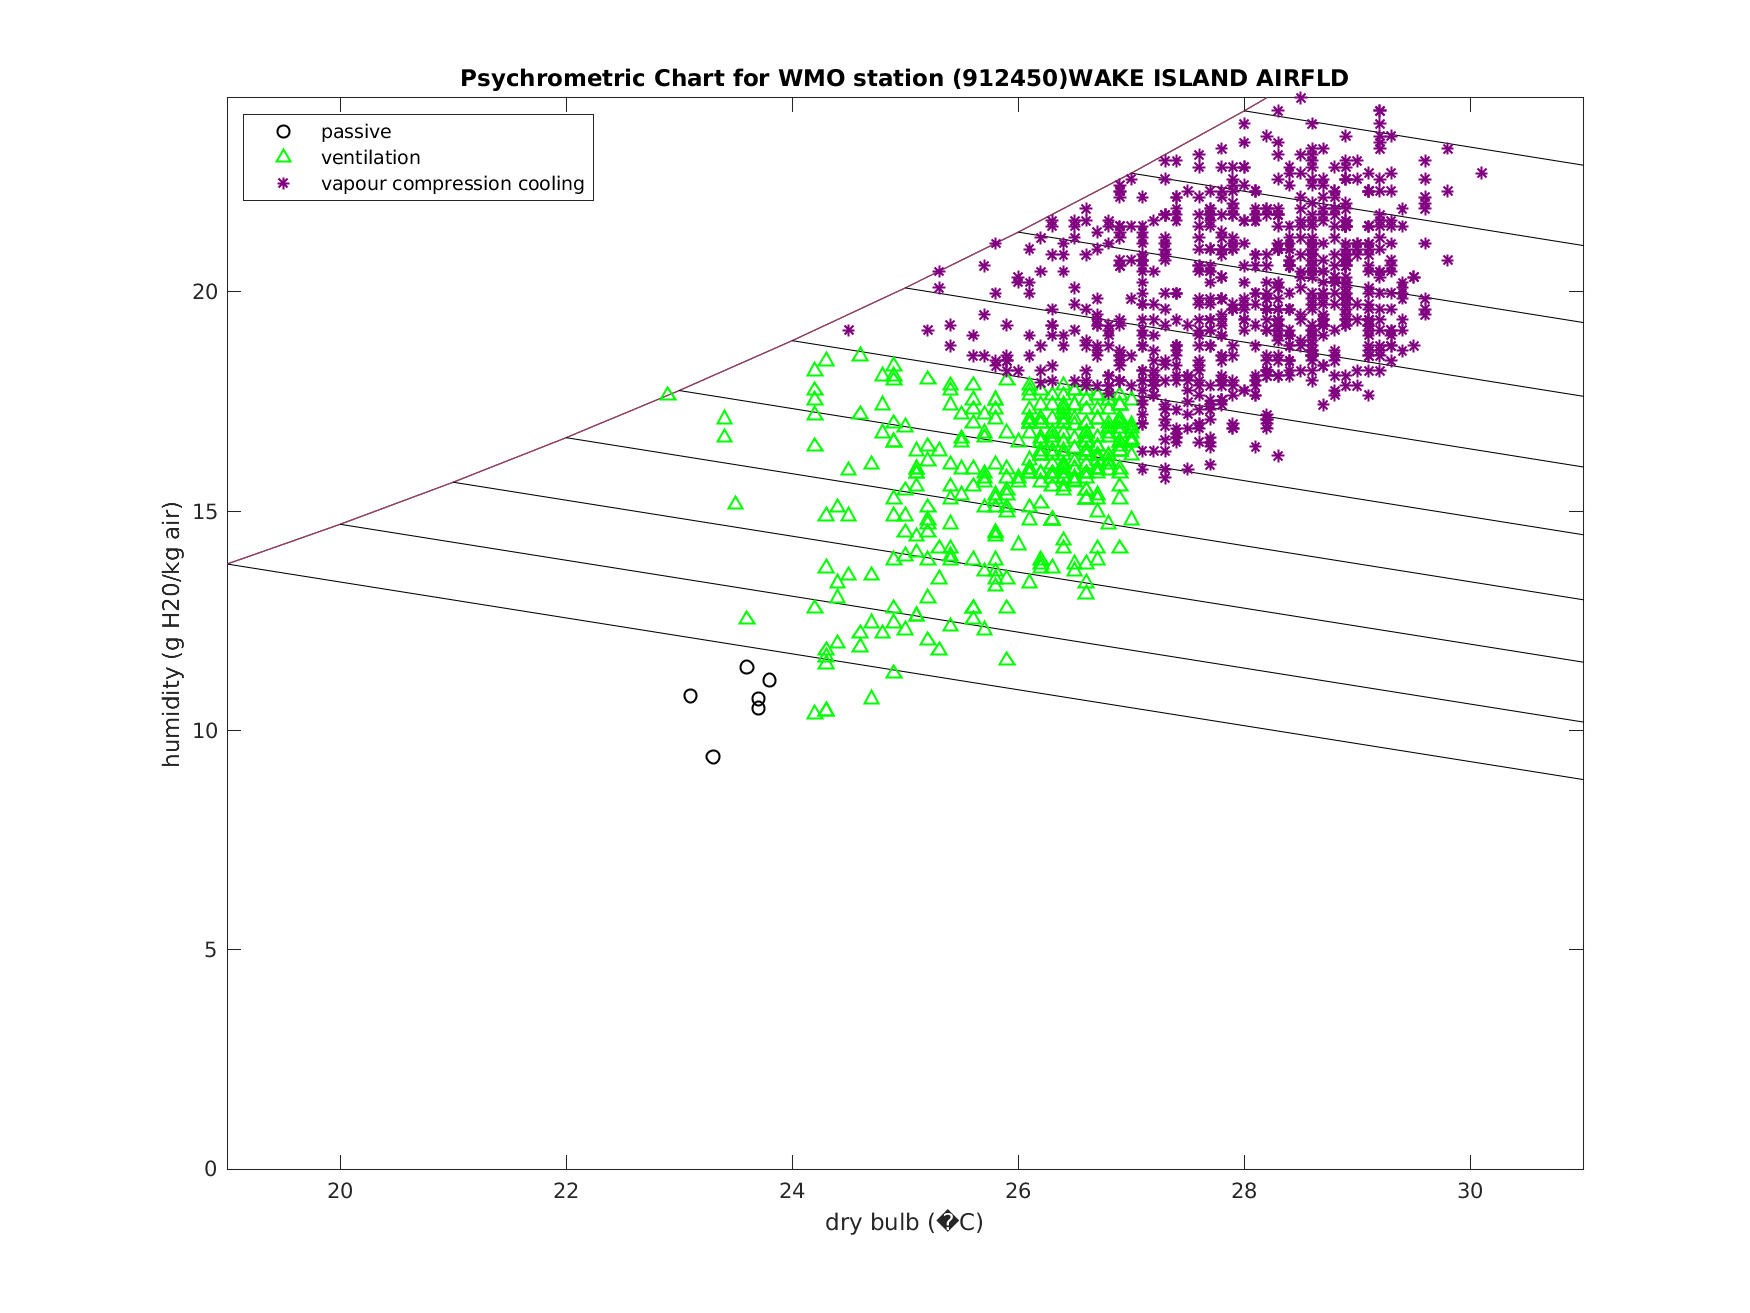 Psychrometric Chart for WMO station (912450)WAKE ISLAND AIRFLD
passive
ventilation
vapour compression cooling
20
15
10
5
0
humidity (g H20/kg air)
20 22 24 26 28 30
dry bulb (�C)